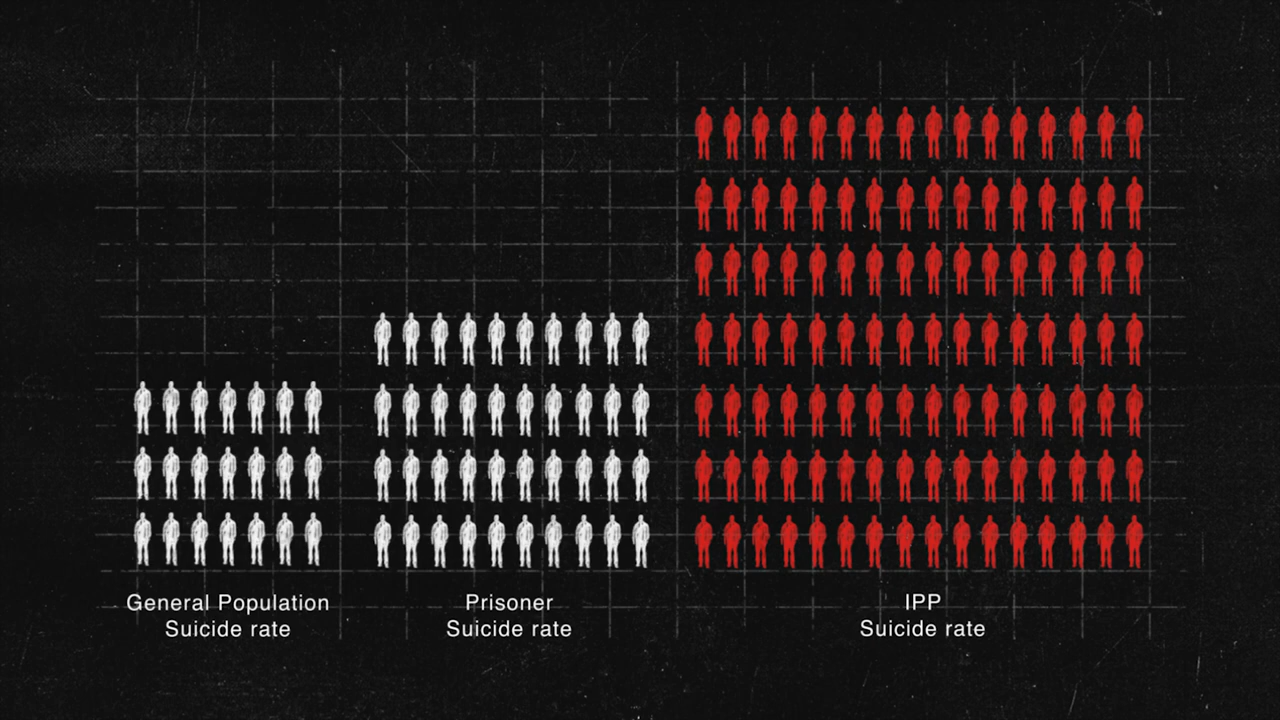 General Population
Suicide rate
Prisoner
Suicide rate
IPP
Suicide rate